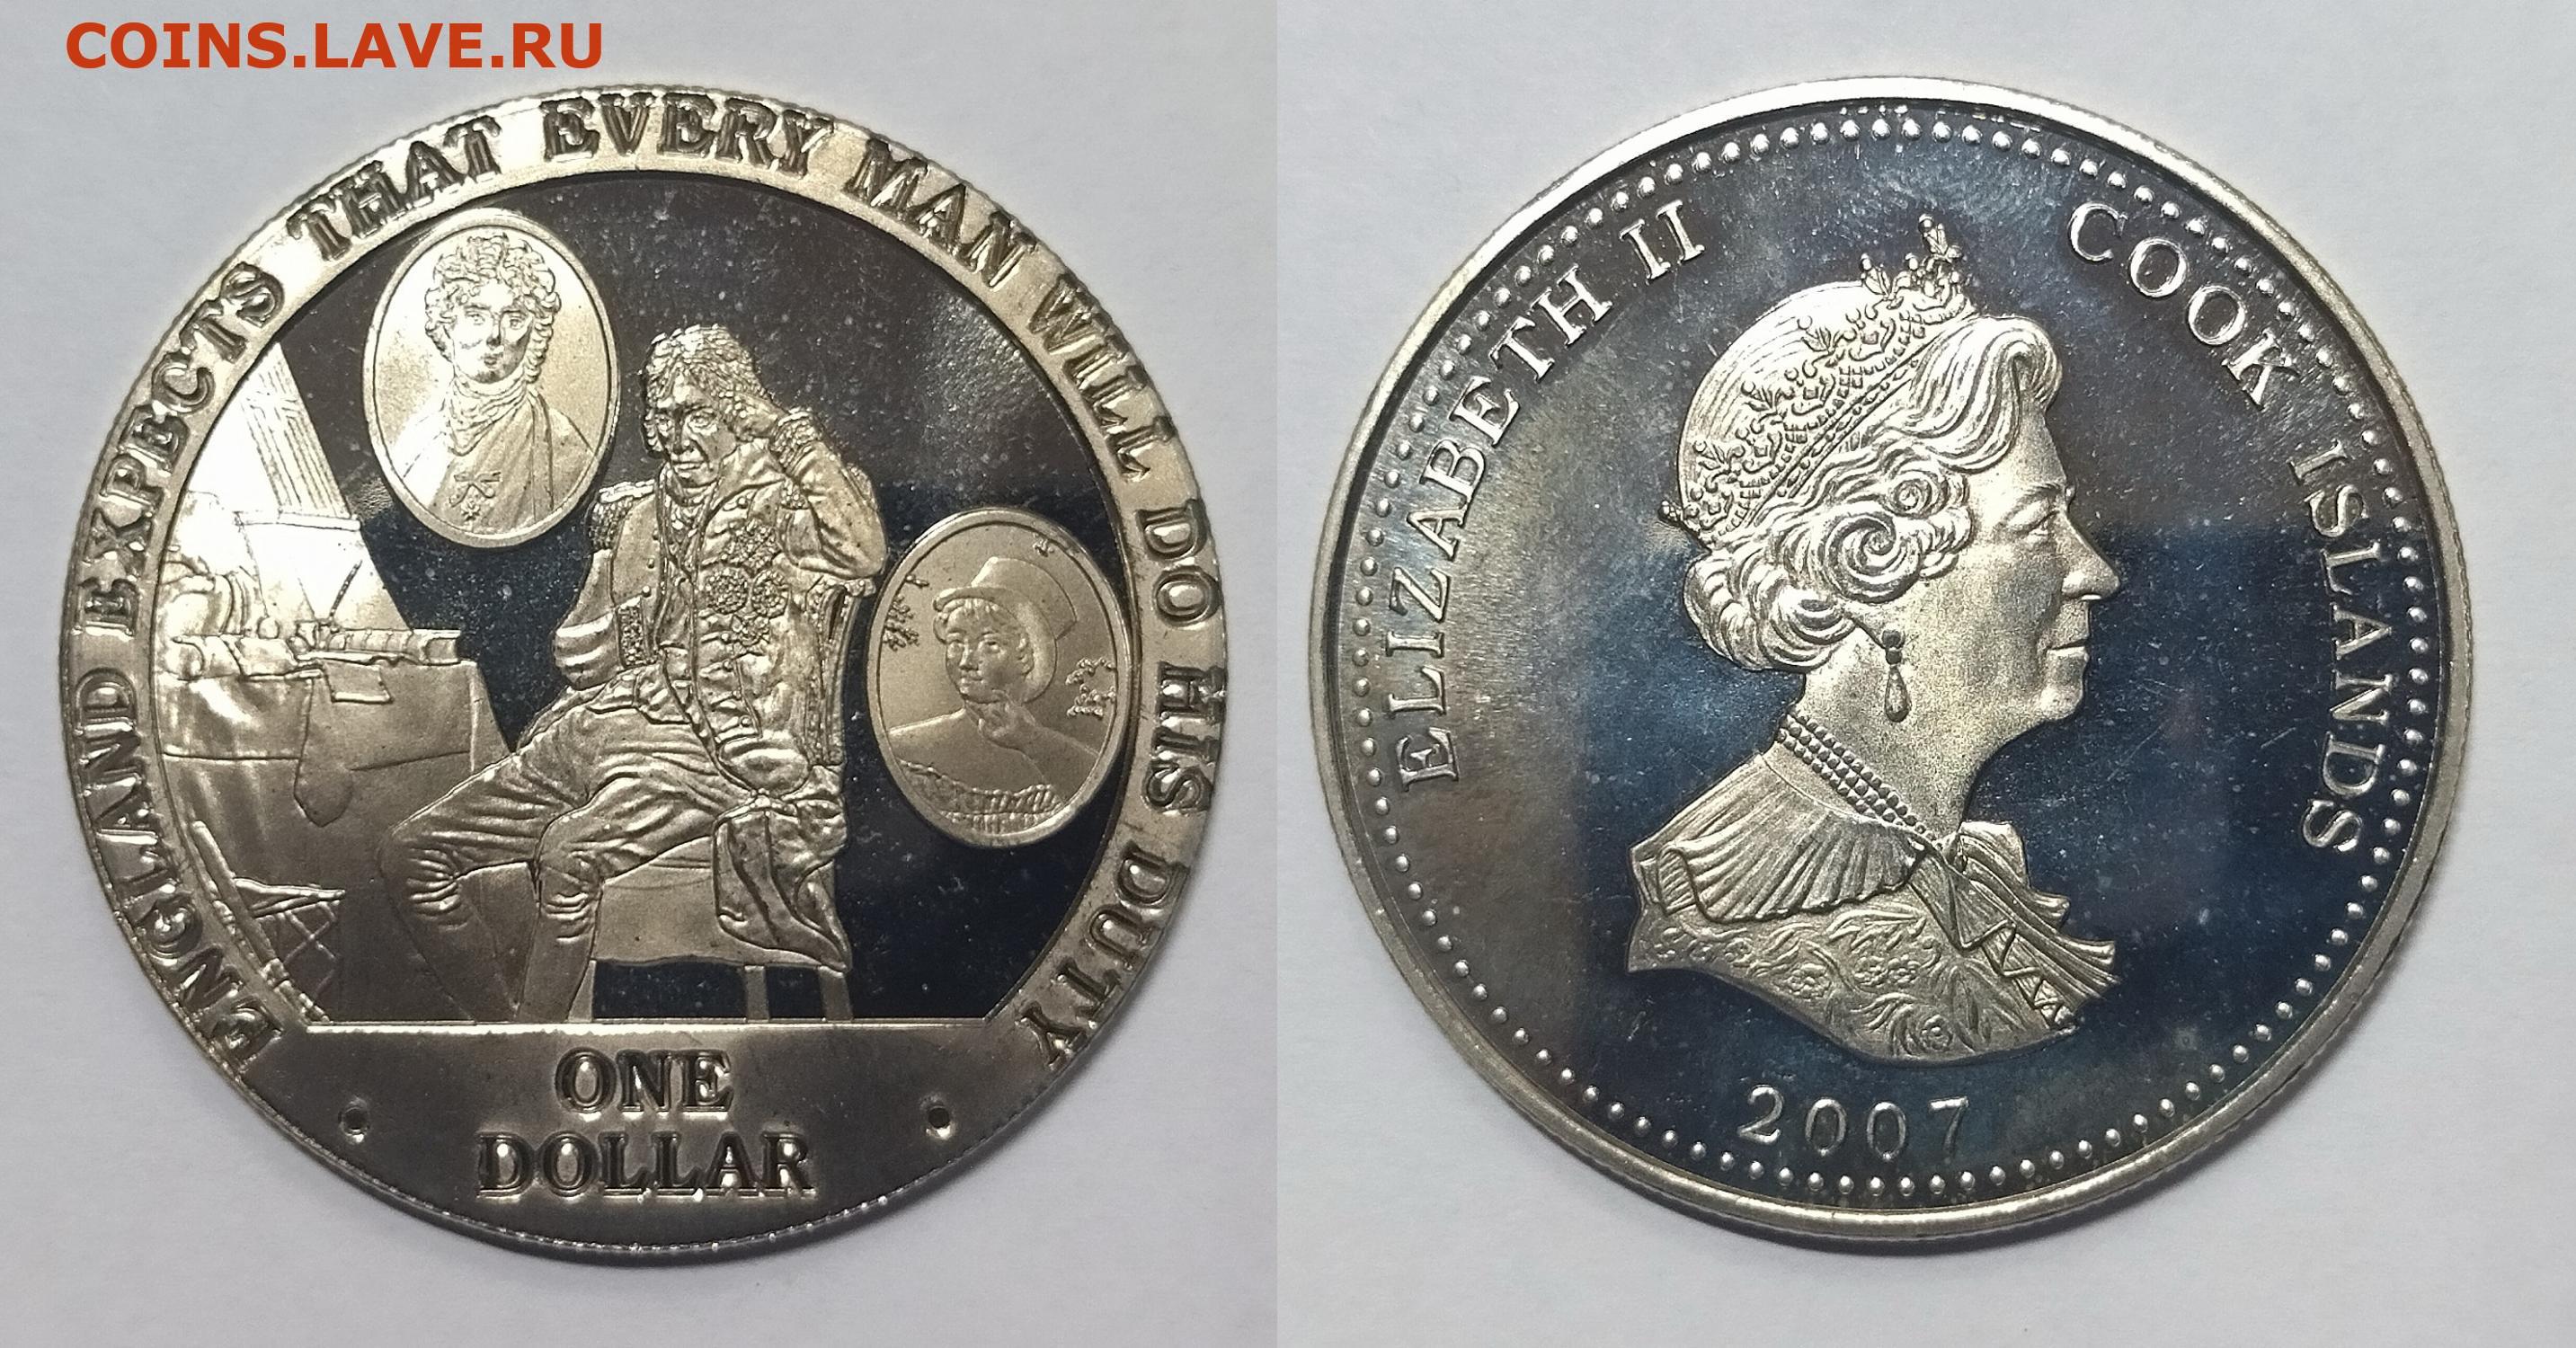 COINS.LAVE.RU
ENGLAND EXPECTS THAT EVERY MAN WILL DO HIS DUTY
ONE
DOLLAR
ELIZABETH II COOK ISLANDS
2007